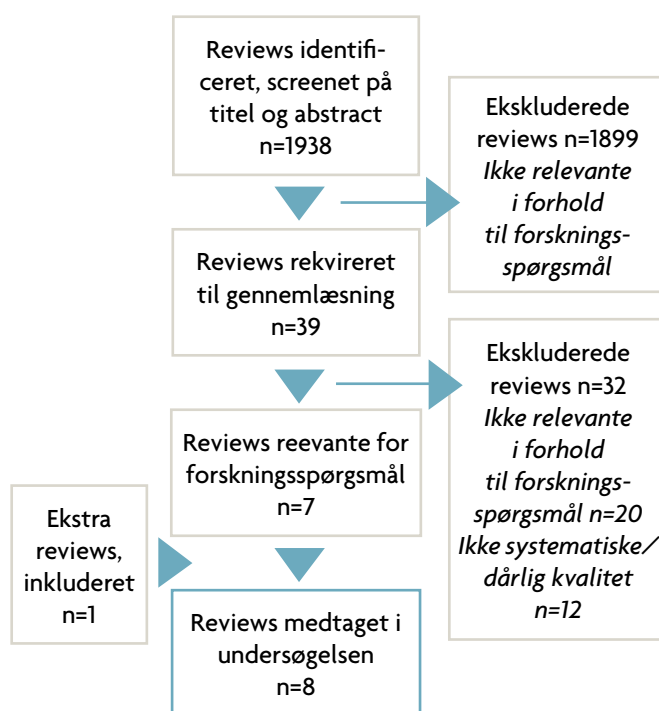 Reviews identifi-
ceret, screenet på
titel og abstract
n=1938
Ekskluderede
reviews n=1899
Ikke relevante
i forhold
til forsknings-
spørgsmål
Reviews rekvireret
til gennemlæsning
n=39
Ekskluderede
reviews n=32
Ikke relevante
i forhold
til forsknings-
spørgsmål n=20
Ikke systematiske/
dårlig kvalitet
n=12
Reviews reevante for
forskningsspørgsmål
n=7
Ekstra
reviews,
inkluderet
n=1
Reviews medtaget i
undersøgelsen
n=8